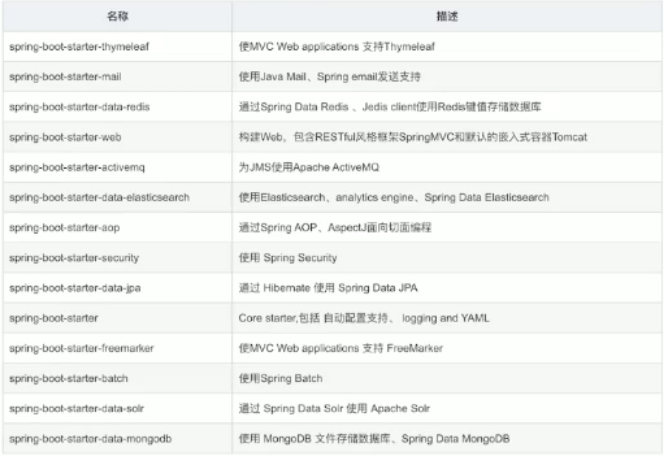 名称 描述
spring-boot-starter-thymeleaf 使MVC Web applications 支持Thymeleaf
spring-boot-starter-mail 使用Java Mail、Spring email发送支持
spring-boot-starter-data-redis 通过Spring Data Redis 、Jedis client使用Redis键值存储数据库
spring-boot-starter-web 构建Web，包含RESTful风格框架SpringMVC和默认的嵌入式容器Tomcat
spring-boot-starter-activemq 为JMS使用Apache ActiveMQ
spring-boot-starter-data-elasticsearch 使用Elasticsearch、analytics engine、Spring Data Elasticsearch
spring-boot-starter-aop 通过Spring AOP、AspectJ面向切面编程
spring-boot-starter-security 使用 Spring Security
spring-boot-starter-data-jpa 通过 Hibernate 使用 Spring Data JPA
spring-boot-starter Core starter,包括 自动配置支持、 logging and YAML
spring-boot-starter-freemarker 使MVC Web applications 支持 FreeMarker
spring-boot-starter-batch 使用Spring Batch
spring-boot-starter-data-solr 通过 Spring Data Solr 使用 Apache Solr
spring-boot-starter-data-mongodb 使用 MongoDB 文件存储数据库、Spring Data MongoDB